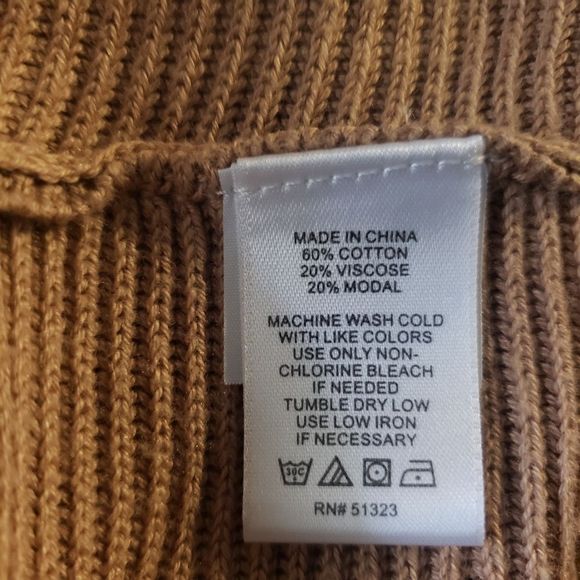 MADE IN CHINA
60% COTTON
20% VISCOSE
20% MODAL
MACHINE WASH COLD
WITH LIKE COLORS
USE ONLY NON-
CHLORINE BLEACH
IF NEEDED
TUMBLE DRY LOW
USE LOW IRON
IF NECESSARY
30C
RN# 51323